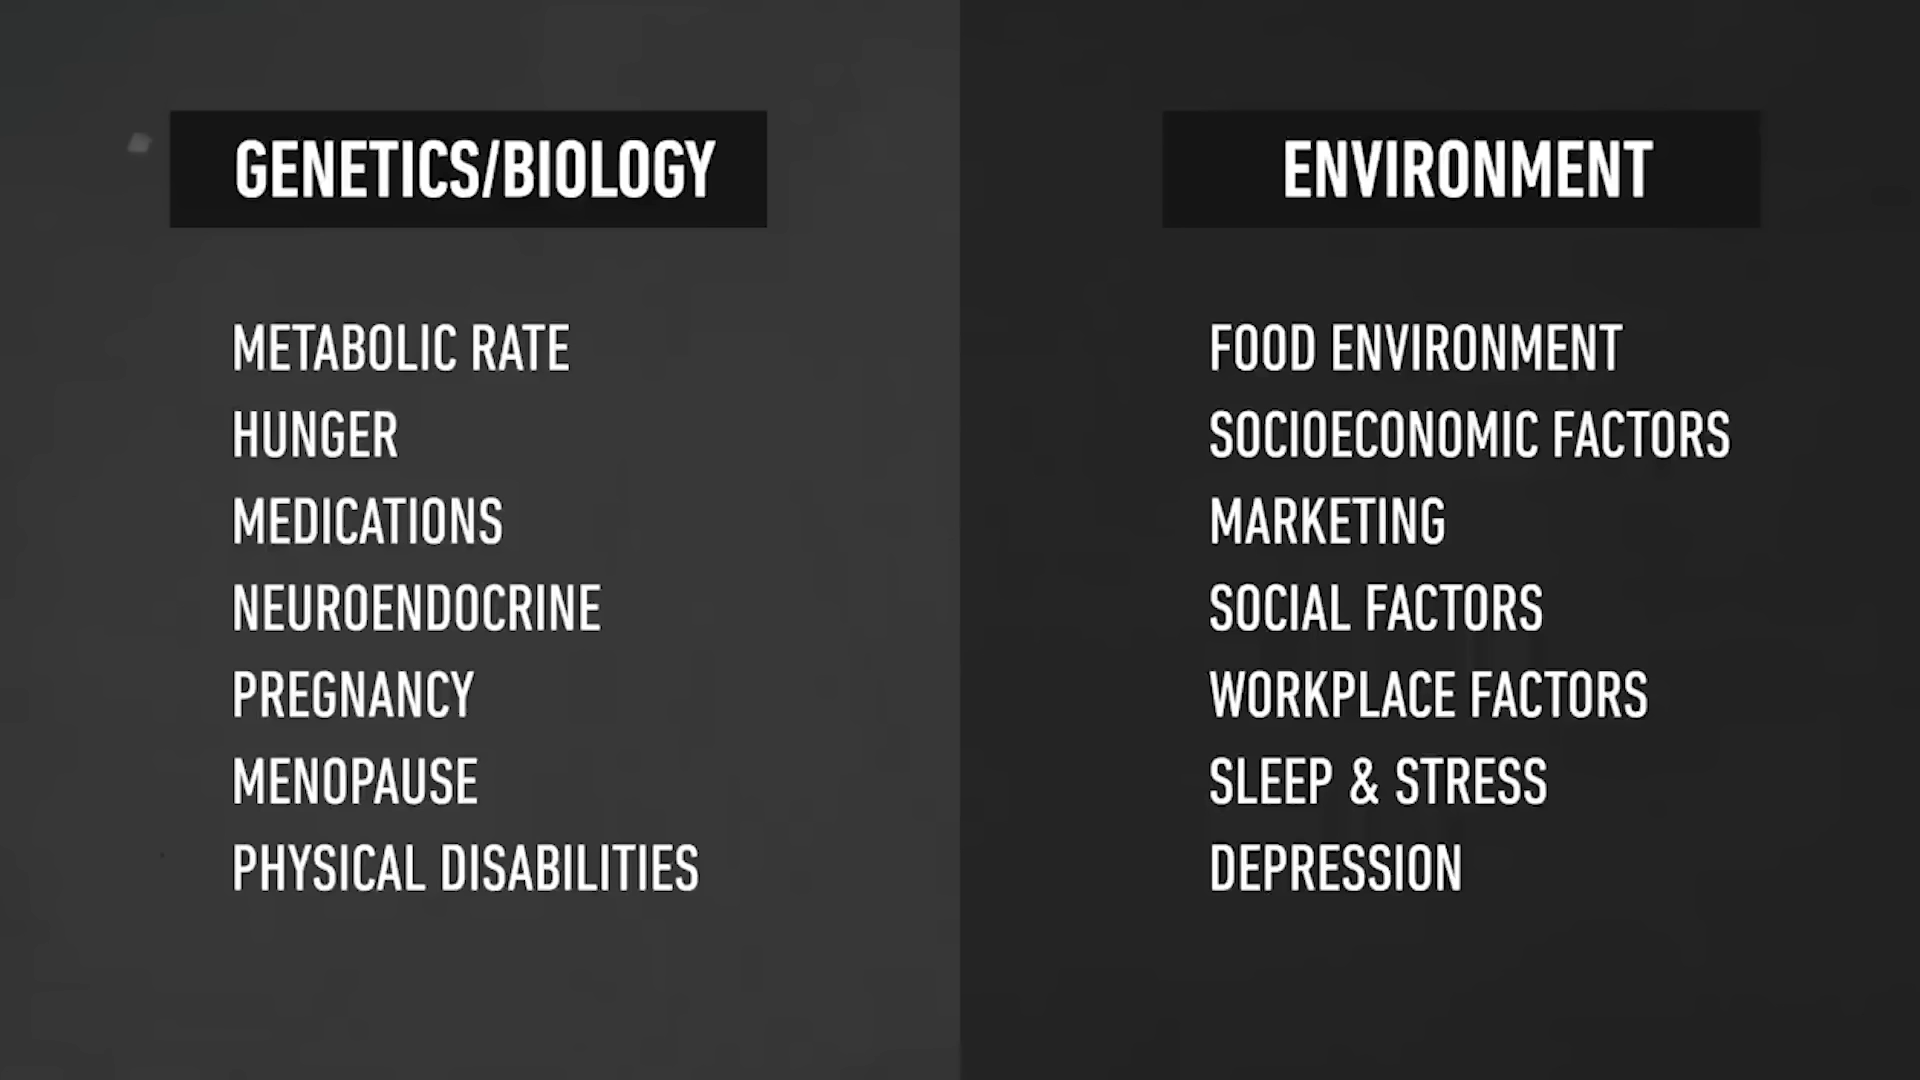 GENETICS/BIOLOGY
METABOLIC RATE
HUNGER
MEDICATIONS
NEUROENDOCRINE
PREGNANCY
MENOPAUSE
PHYSICAL DISABILITIES
ENVIRONMENT
FOOD ENVIRONMENT
SOCIOECONOMIC FACTORS
MARKETING
SOCIAL FACTORS
WORKPLACE FACTORS
SLEEP & STRESS
DEPRESSION